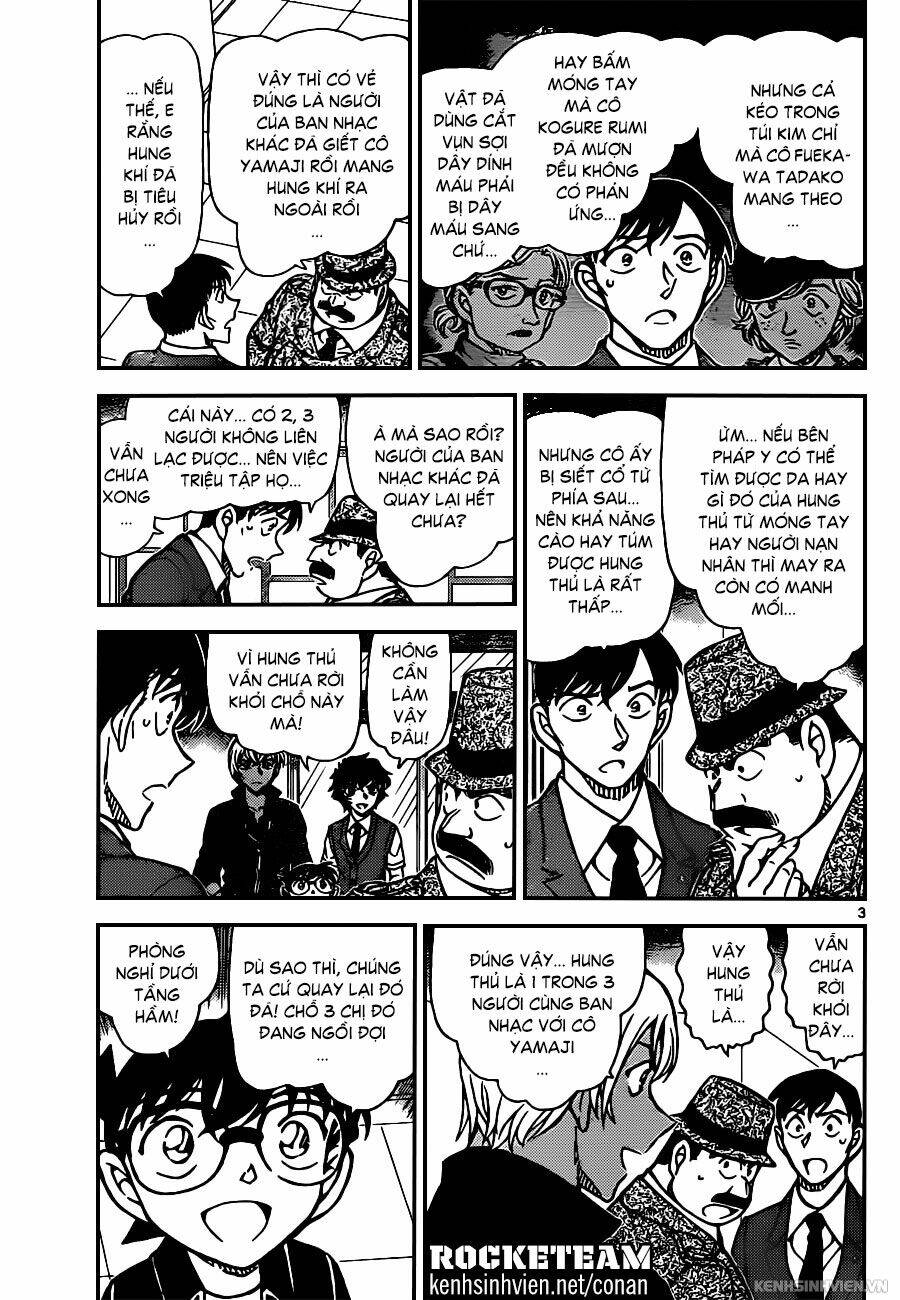 NHƯNG CẢ
KÉO TRONG
TÚI KIM CHỈ
MÀ CÔ FUEKA-
WA TADAKO
MANG THEO
...
HAY BẤM
MÓNG TAY
MÀ CÔ
KOGURE RUMI
ĐÃ MƯỢN
ĐỀU KHÔNG
CÓ PHẢN
ỨNG...
VẬT ĐÃ
DÙNG CẮT
VỤN SỢI
DÂY DÍNH
MÁU PHẢI
BỊ DÂY
MÁU SANG
CHỨ...
VẬY THÌ CÓ VẺ
ĐÚNG LÀ NGƯỜI
CỦA BAN NHẠC
KHÁC ĐÃ GIẾT CÔ
YAMAJI RỒI MANG
HUNG KHÍ RA
NGOÀI RỒI
...
... NẾU
THẾ, E
RẰNG HUNG
KHÍ ĐÃ
BỊ TIÊU
HỦY RỒI
...
ỪM... NẾU BÊN
PHÁP Y CÓ THỂ
TÌM ĐƯỢC DA HAY
GÌ ĐÓ CỦA HUNG
THỦ TỪ MÓNG TAY
HAY NGƯỜI NẠN
NHÂN THÌ MAY RA
CÒN CÓ MANH
MỐI...
NHƯNG CÔ ẤY
BỊ SIẾT CỔ TỪ
PHÍA SAU...
NÊN KHẢ NĂNG
CÀO HAY TÚM
ĐƯỢC HUNG
THỦ LÀ RẤT
THẤP...
À MÀ SAO RỒI?
NGƯỜI CỦA BAN
NHẠC KHÁC ĐÃ
QUAY LẠI HẾT
CHƯA?
CÁI NÀY... CÓ 2, 3
NGƯỜI KHÔNG LIÊN
LẠC ĐƯỢC... NÊN VIỆC
TRIỆU TẬP HỌ...
VẪN
CHƯA
XONG
...
KHÔNG
CẦN
LÀM
VẬY
ĐÂU!
VÌ HUNG THỦ
VẪN CHƯA RỜI
KHỎI CHỖ NÀY
MÀ!
3
VẪN
CHƯA
RỜI
KHỎI
ĐÂY...
VẬY
HUNG
THỦ
LÀ...
ĐÚNG VẬY... HUNG
THỦ LÀ 1 TRONG 3
NGƯỜI CÙNG BAN
NHẠC VỚI CÔ
YAMAJI
...
DÙ SAO THÌ, CHÚNG
TA CỨ QUAY LẠI ĐÓ
ĐÃ! CHỖ 3 CHỊ ĐÓ
ĐANG NGỒI ĐỢI
...
PHÒNG
NGHỈ DƯỚI
TẦNG
HẦM!
ROCKETEAM
kenhsinhvien.net/conan
KENHSINHVIEN.VN